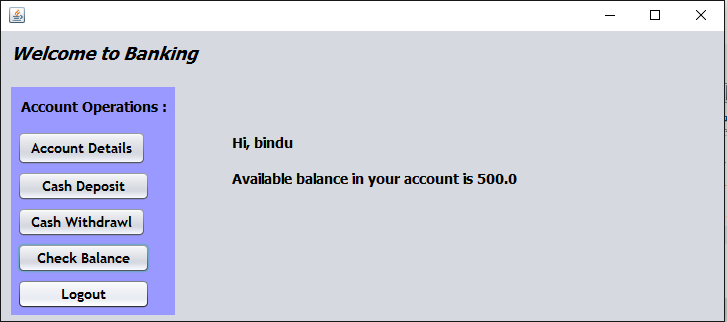 Welcome to Banking
Account Operations :
Account Details
Cash Deposit
Cash Withdrawl
Check Balance
Logout
Hi, bindu
Available balance in your account is 500.0